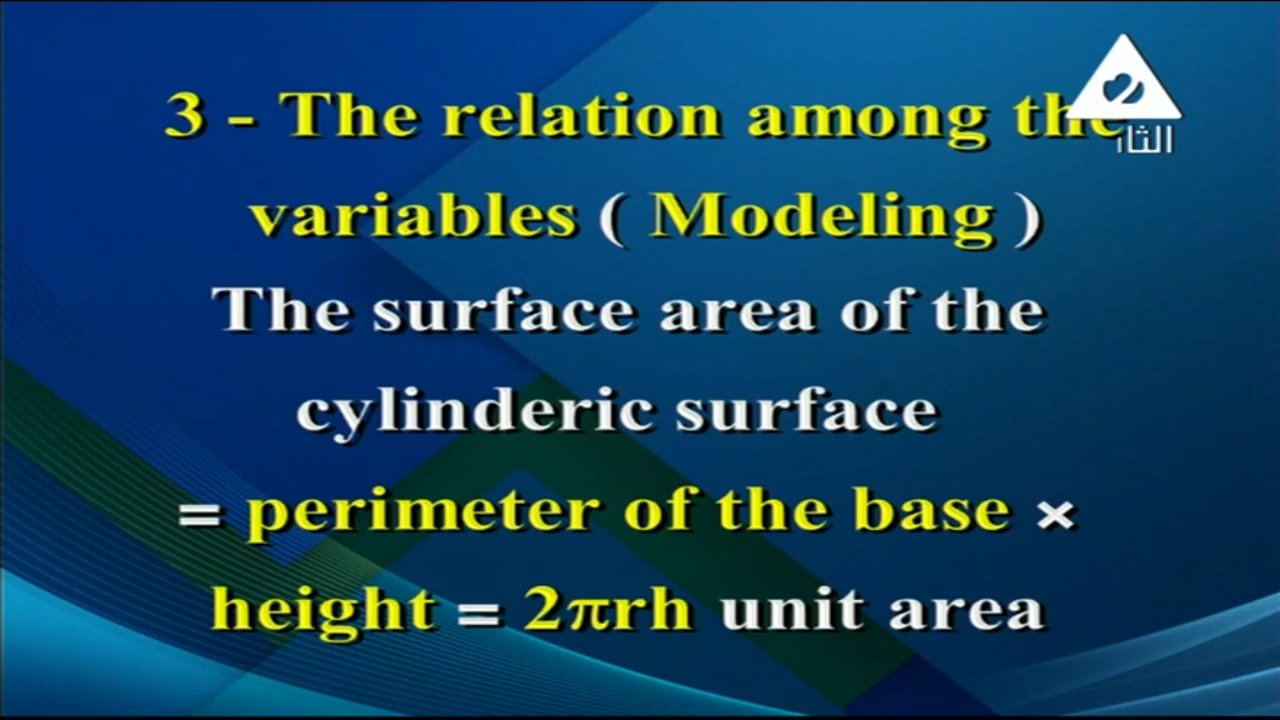 3 - The relation among the
variables ( Modeling )
The surface area of the
cylinderic surface
= perimeter of the base ×
height = 2πrh unit area
2